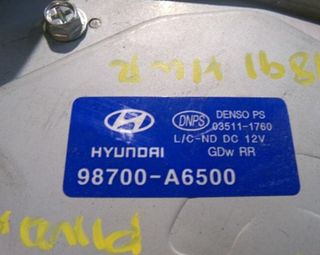 DNPS
DENSO PS
03511-1760
L/C-ND DC 12V
HYUNDAI
GDw RR
98700-A6500